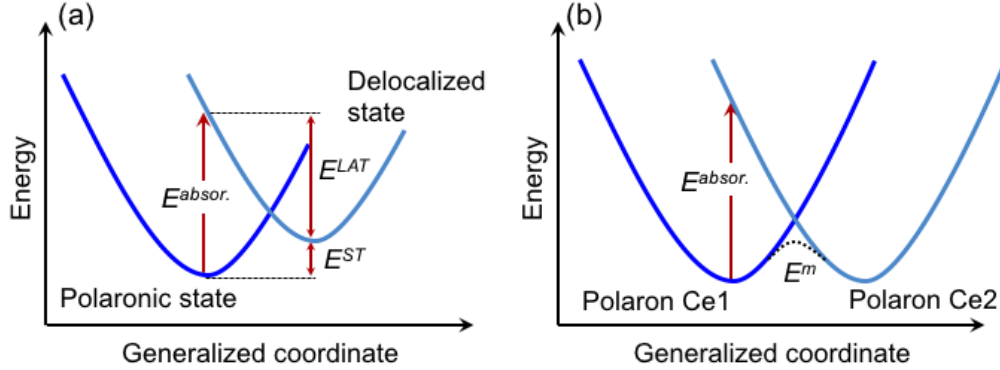 (a)
Energy
Delocalized
state
E^absor.
E^LAT
E^ST
Polaronic state
Generalized coordinate
(b)
Energy
E^absor.
E^m
Polaron Ce1
Polaron Ce2
Generalized coordinate